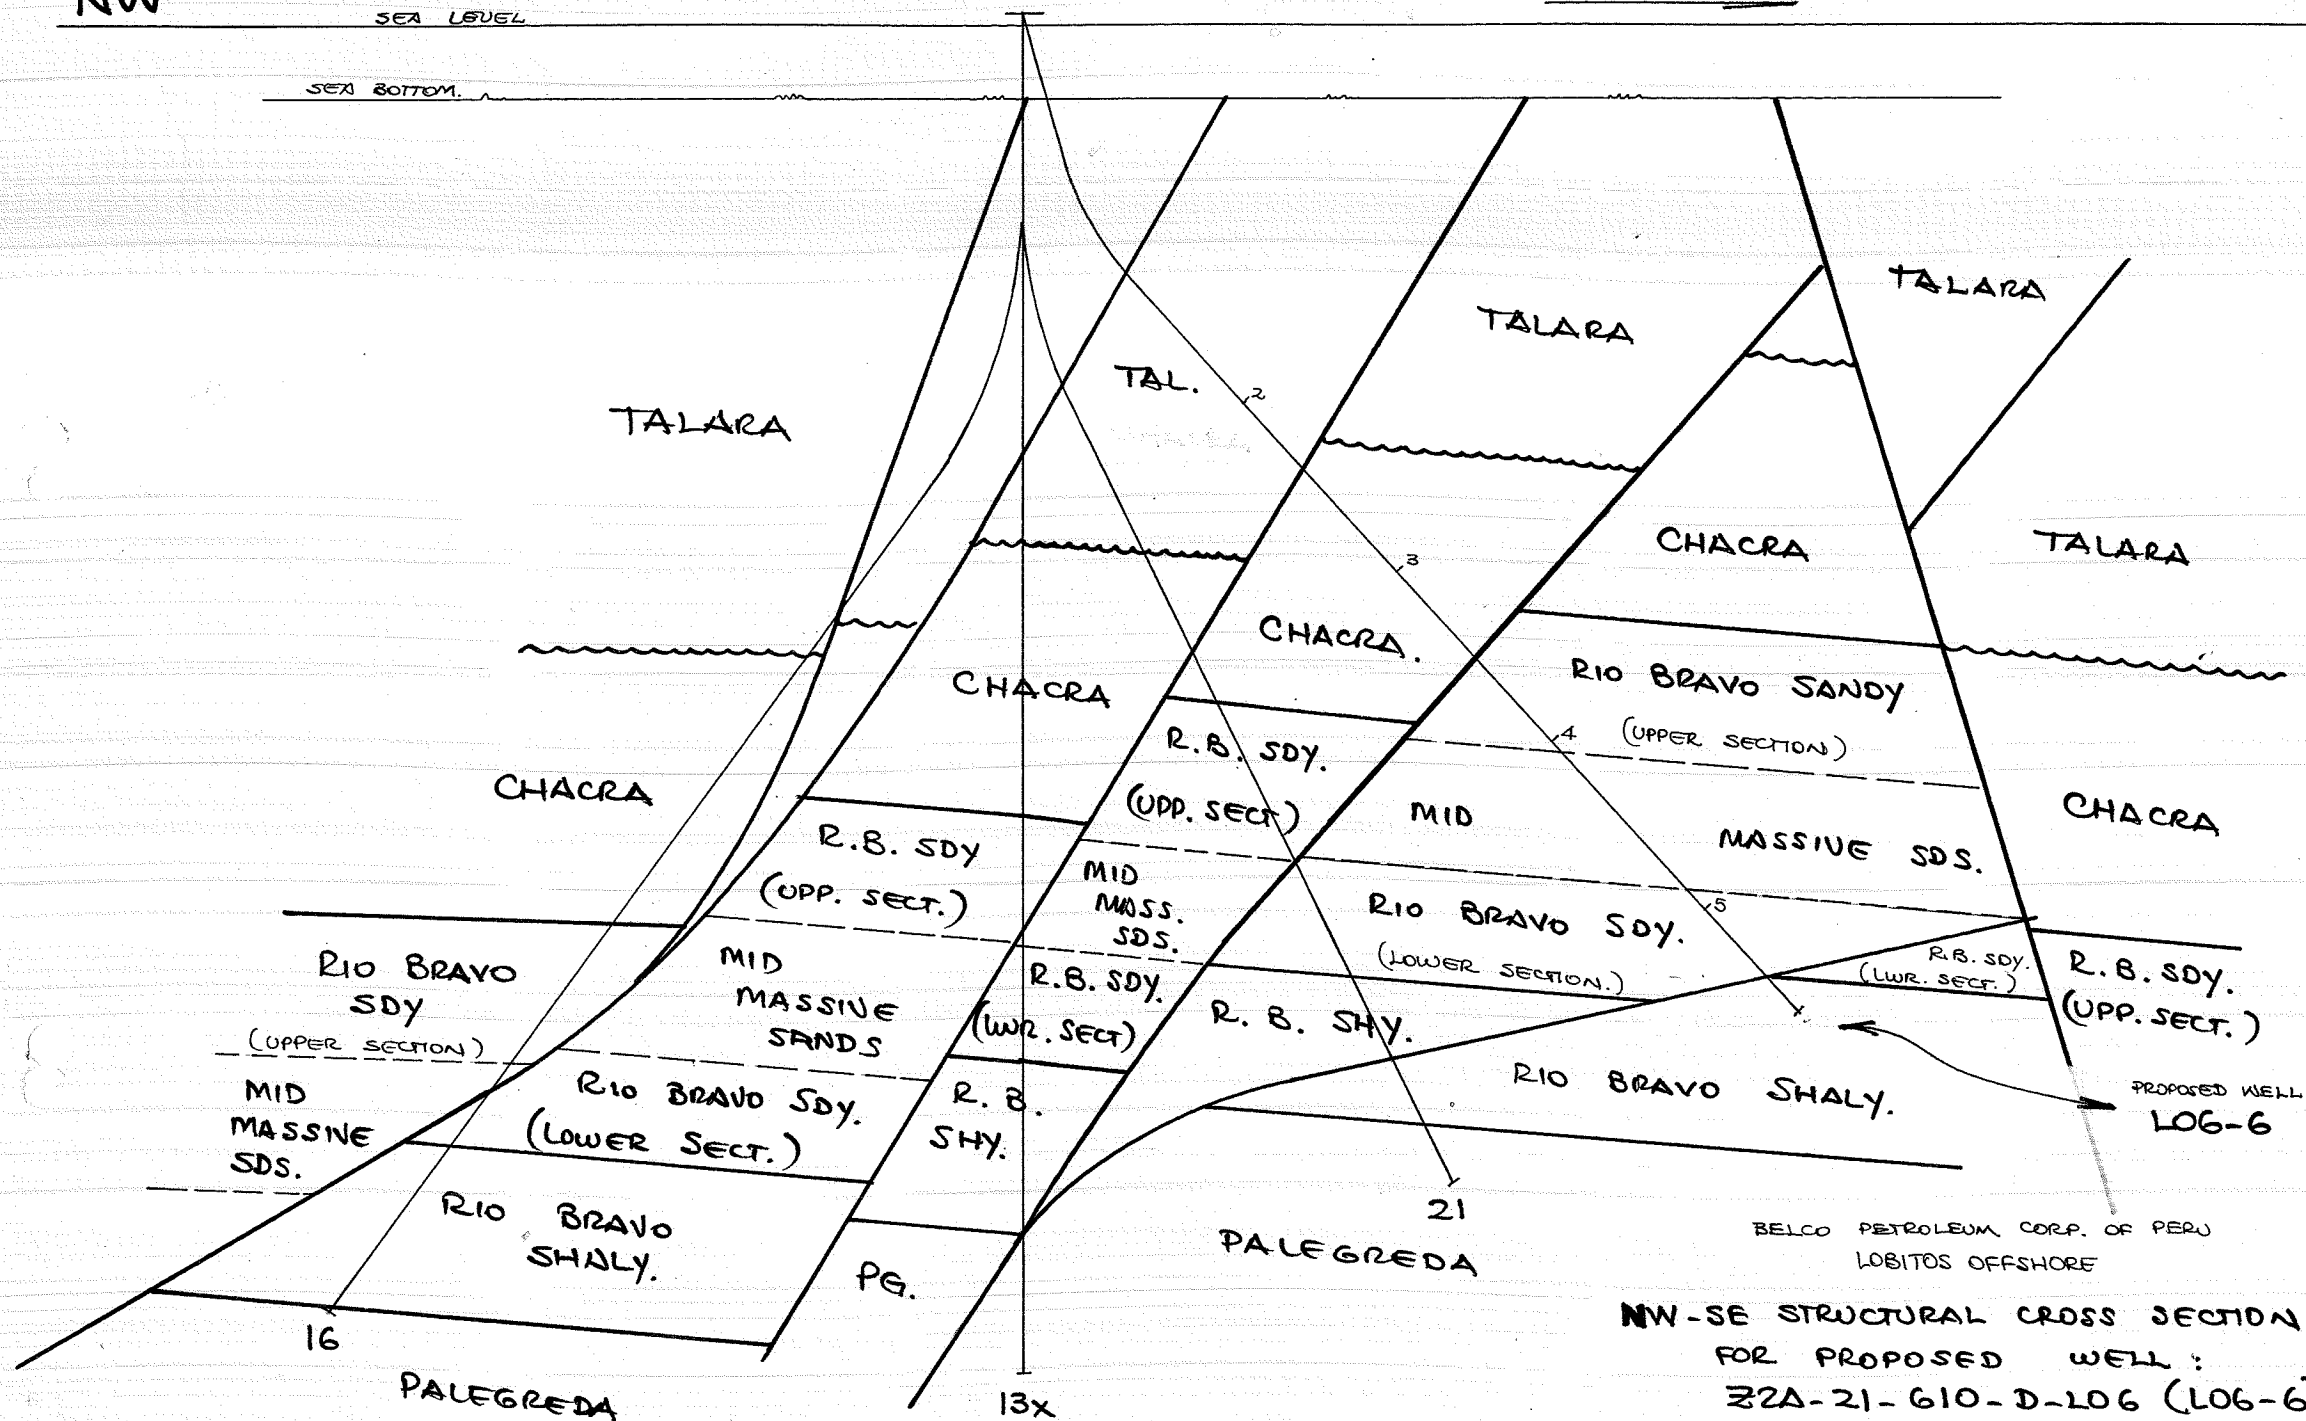 NW
SEA LEVEL
SEA BOTTOM.
TALARA
TALARA
TAL.
2
TALARA
CHACRA
TALARA
3
CHACRA.
RIO BRAVO SANDY
(UPPER SECTION)
CHACRA
R.B. SDY.
(UPP. SECT)
4
CHACRA
MID
MASSIVE SDS.
CHACRA
R.B. SDY
(UPP. SECT.)
MID
MASS.
SDS.
RIO BRAVO SDY.
(LOWER SECTION.)
5
R.B. SDY.
(LWR. SECT.)
R.B. SDY.
(UPP. SECT.)
RIO BRAVO
SDY
(UPPER SECTION)
MID
MASSIVE
SANDS
R.B. SDY.
(LWR. SECT)
R. B. SHY.
MID
MASSIVE
SDS.
RIO BRAVO SDY.
(LOWER SECT.)
R. B.
SHY.
RIO BRAVO SHALY.
PROPOSED WELL
LO6-6
RIO BRAVO
SHALY.
PG.
PALEGREDA
21
16
PALEGREDA
13X
BELCO PETROLEUM CORP. OF PERU
LOBITOS OFFSHORE
NW-SE STRUCTURAL CROSS SECTION
FOR PROPOSED WELL:
Z2A-21-610-D-LO6 (LO6-6